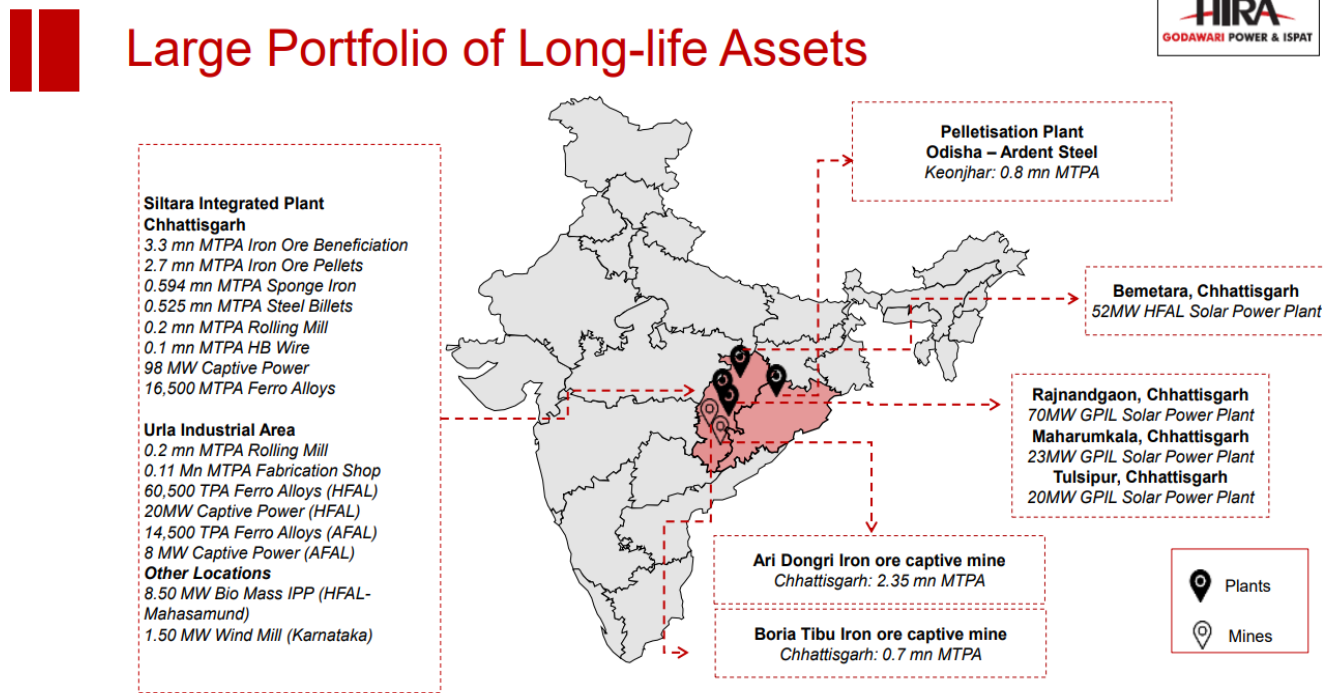 Large Portfolio of Long-life Assets
HIRA
GODAWARI POWER & ISPAT
Siltara Integrated Plant
Chhattisgarh
3.3 mn MTPA Iron Ore Beneficiation
2.7 mn MTPA Iron Ore Pellets
0.594 mn MTPA Sponge Iron
0.525 mn MTPA Steel Billets
0.2 mn MTPA Rolling Mill
0.1 mn MTPA HB Wire
98 MW Captive Power
16,500 MTPA Ferro Alloys
Urla Industrial Area
0.2 mn MTPA Rolling Mill
0.11 Mn MTPA Fabrication Shop
60,500 TPA Ferro Alloys (HFAL)
20MW Captive Power (HFAL)
14,500 TPA Ferro Alloys (AFAL)
8 MW Captive Power (AFAL)
Other Locations
8.50 MW Bio Mass IPP (HFAL-
Mahasamund)
1.50 MW Wind Mill (Karnataka)
Pelletisation Plant
Odisha – Ardent Steel
Keonjhar: 0.8 mn MTPA
Bemetara, Chhattisgarh
52MW HFAL Solar Power Plant
Rajnandgaon, Chhattisgarh
70MW GPIL Solar Power Plant
Maharumkala, Chhattisgarh
23MW GPIL Solar Power Plant
Tulsipur, Chhattisgarh
20MW GPIL Solar Power Plant
Ari Dongri Iron ore captive mine
Chhattisgarh: 2.35 mn MTPA
Boria Tibu Iron ore captive mine
Chhattisgarh: 0.7 mn MTPA
Plants
Mines